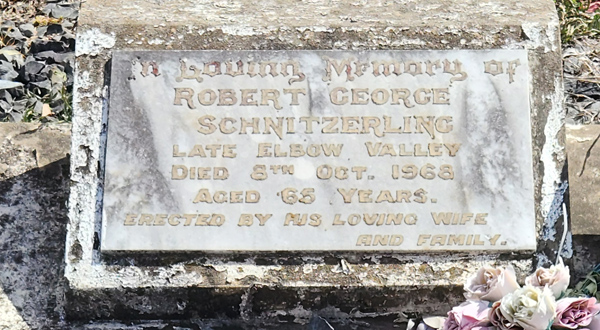 In Loving Memory of
ROBERT GEORGE
SCHNITZERLING
LATE ELBOW VALLEY
DIED 8TH OCT. 1968
AGED 65 YEARS.
ERECTED BY HIS LOVING WIFE
AND FAMILY.